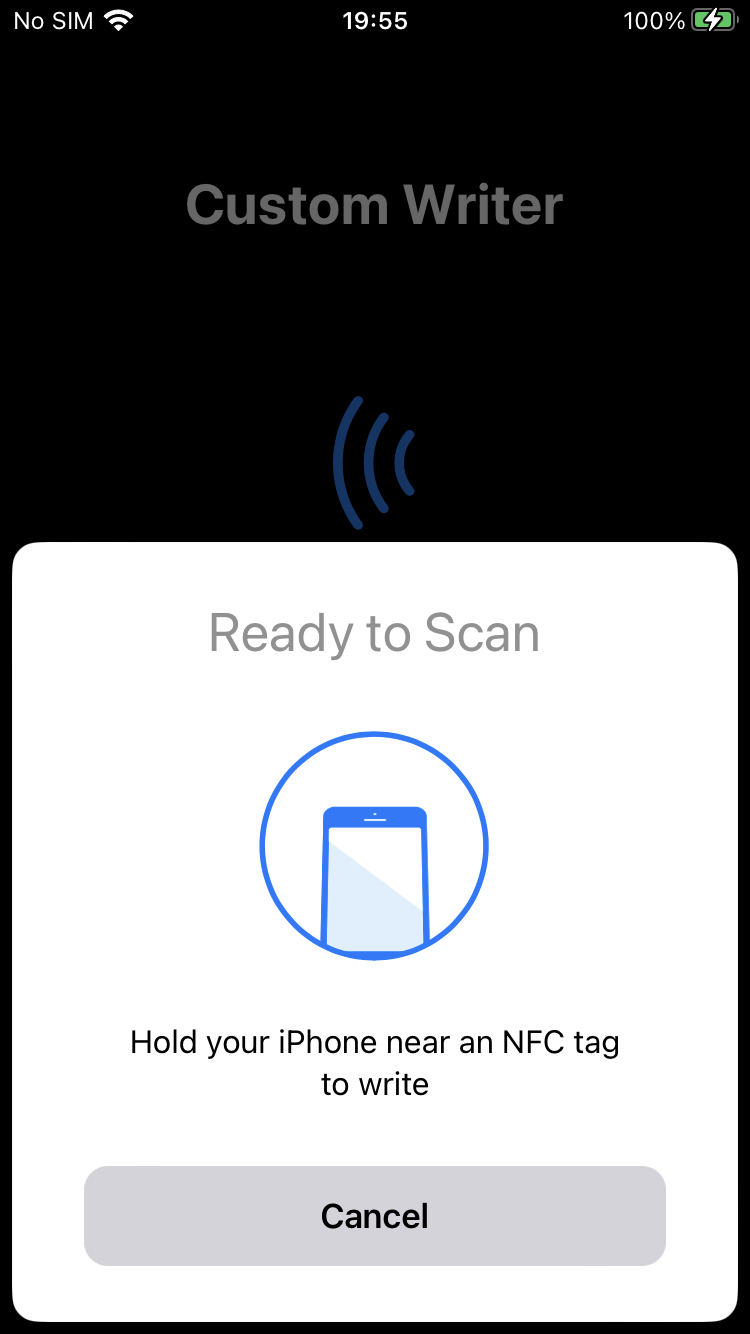 No SIM 19:55 100%
Custom Writer
Ready to Scan
Hold your iPhone near an NFC tag
to write
Cancel